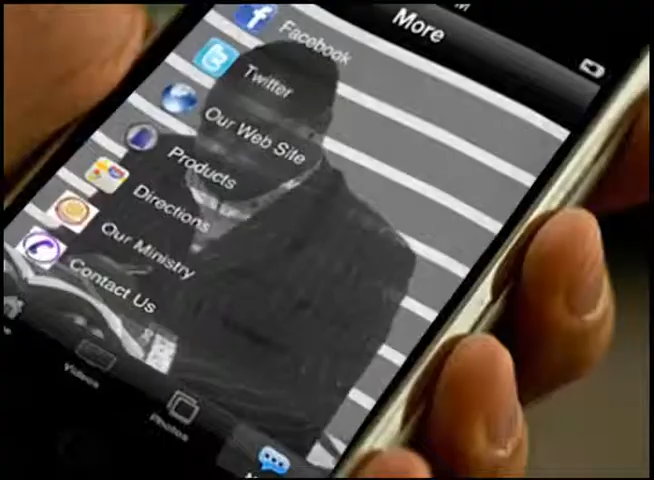 More
Facebook
Twitter
Our Web Site
Products
Directions
Our Ministry
Contact Us
Videos
Photos